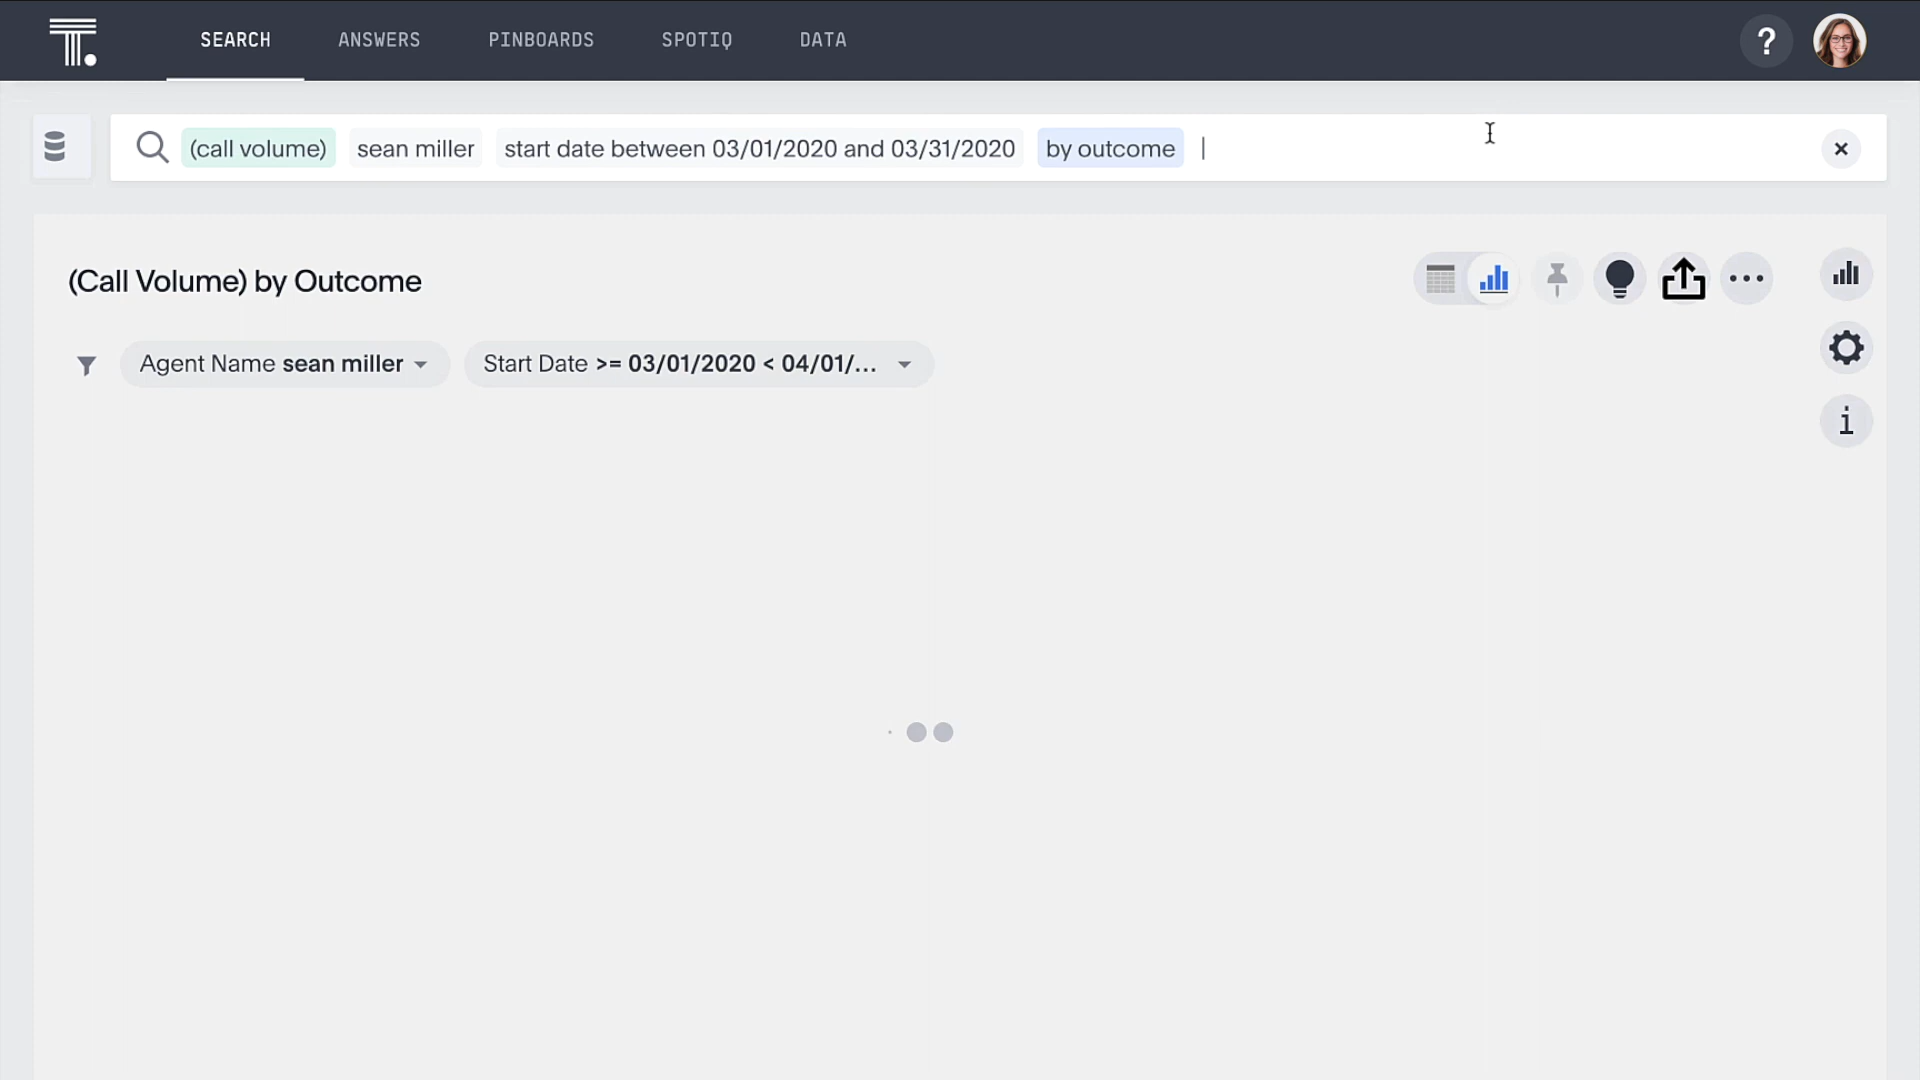 SEARCH ANSWERS PINBOARDS SPOTIQ DATA ?
(call volume) sean miller start date between 03/01/2020 and 03/31/2020 by outcome
(Call Volume) by Outcome
Agent Name sean miller Start Date >= 03/01/2020 < 04/01/...
i